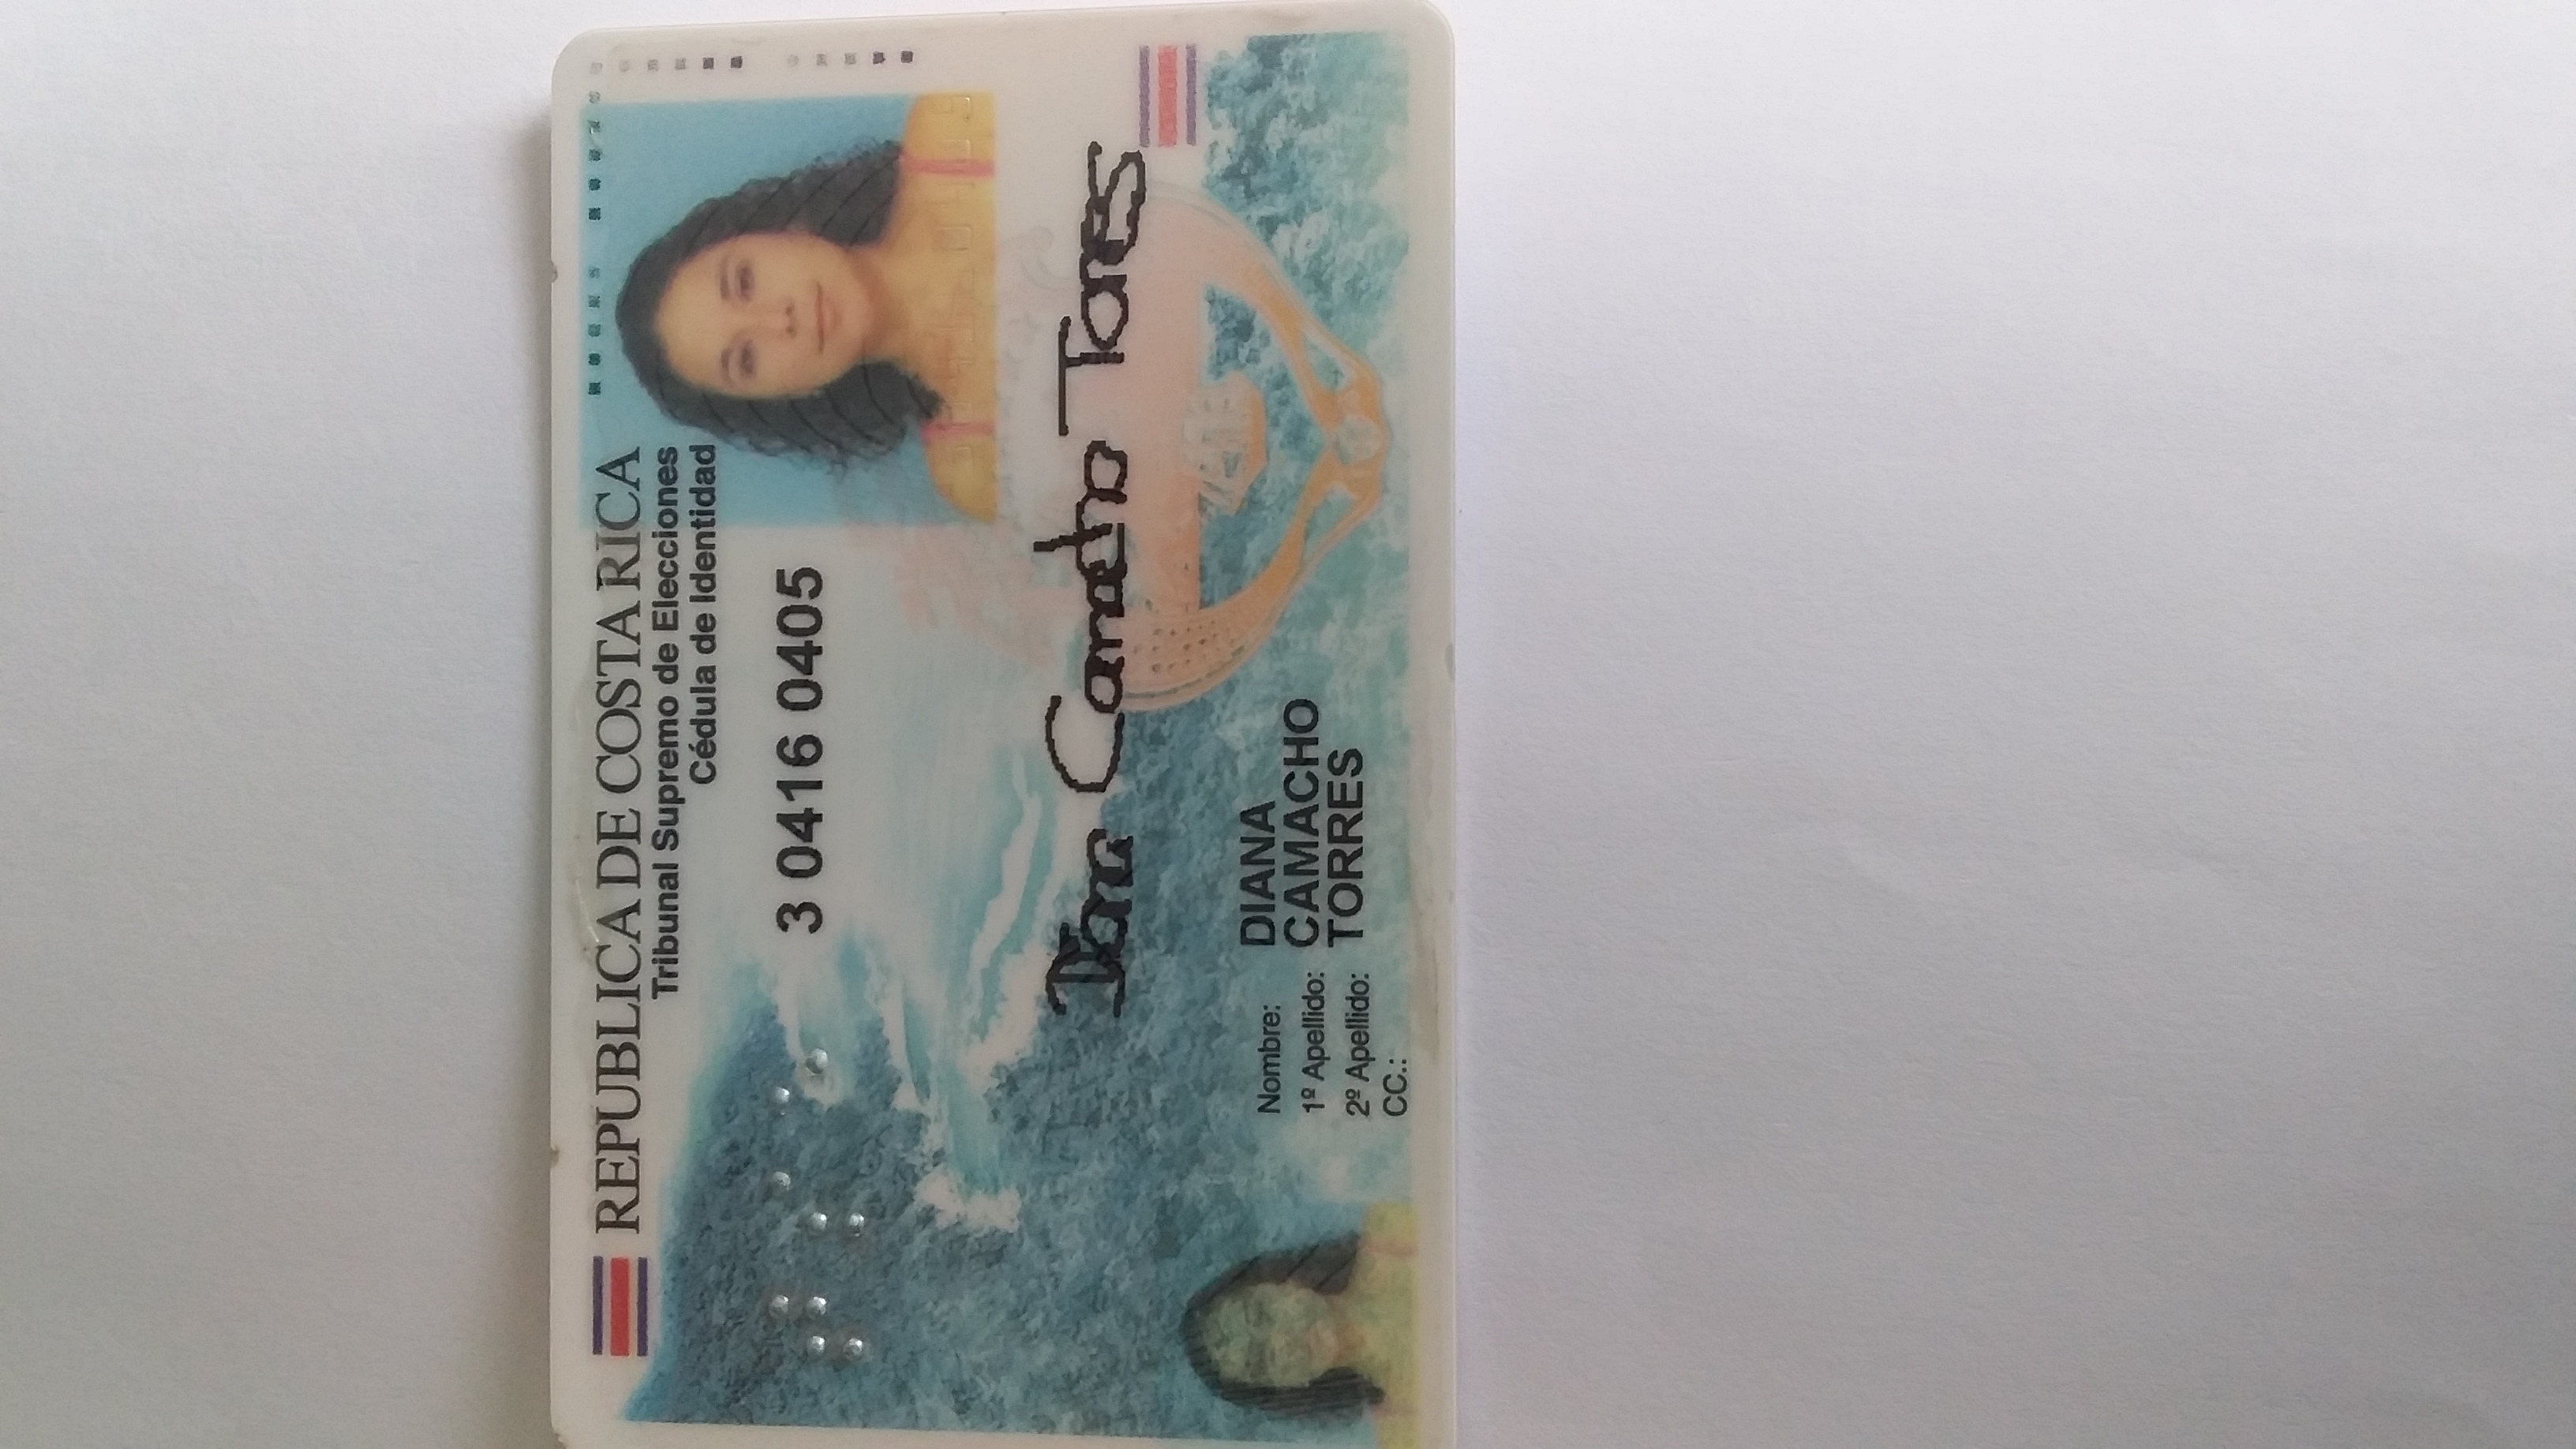 REPUBLICA DE COSTA RICA
Tribunal Supremo de Elecciones
Cédula de Identidad
3 0416 0405
Diana Camacho Torres
Nombre: DIANA
1º Apellido: CAMACHO
2º Apellido: TORRES
CC.: